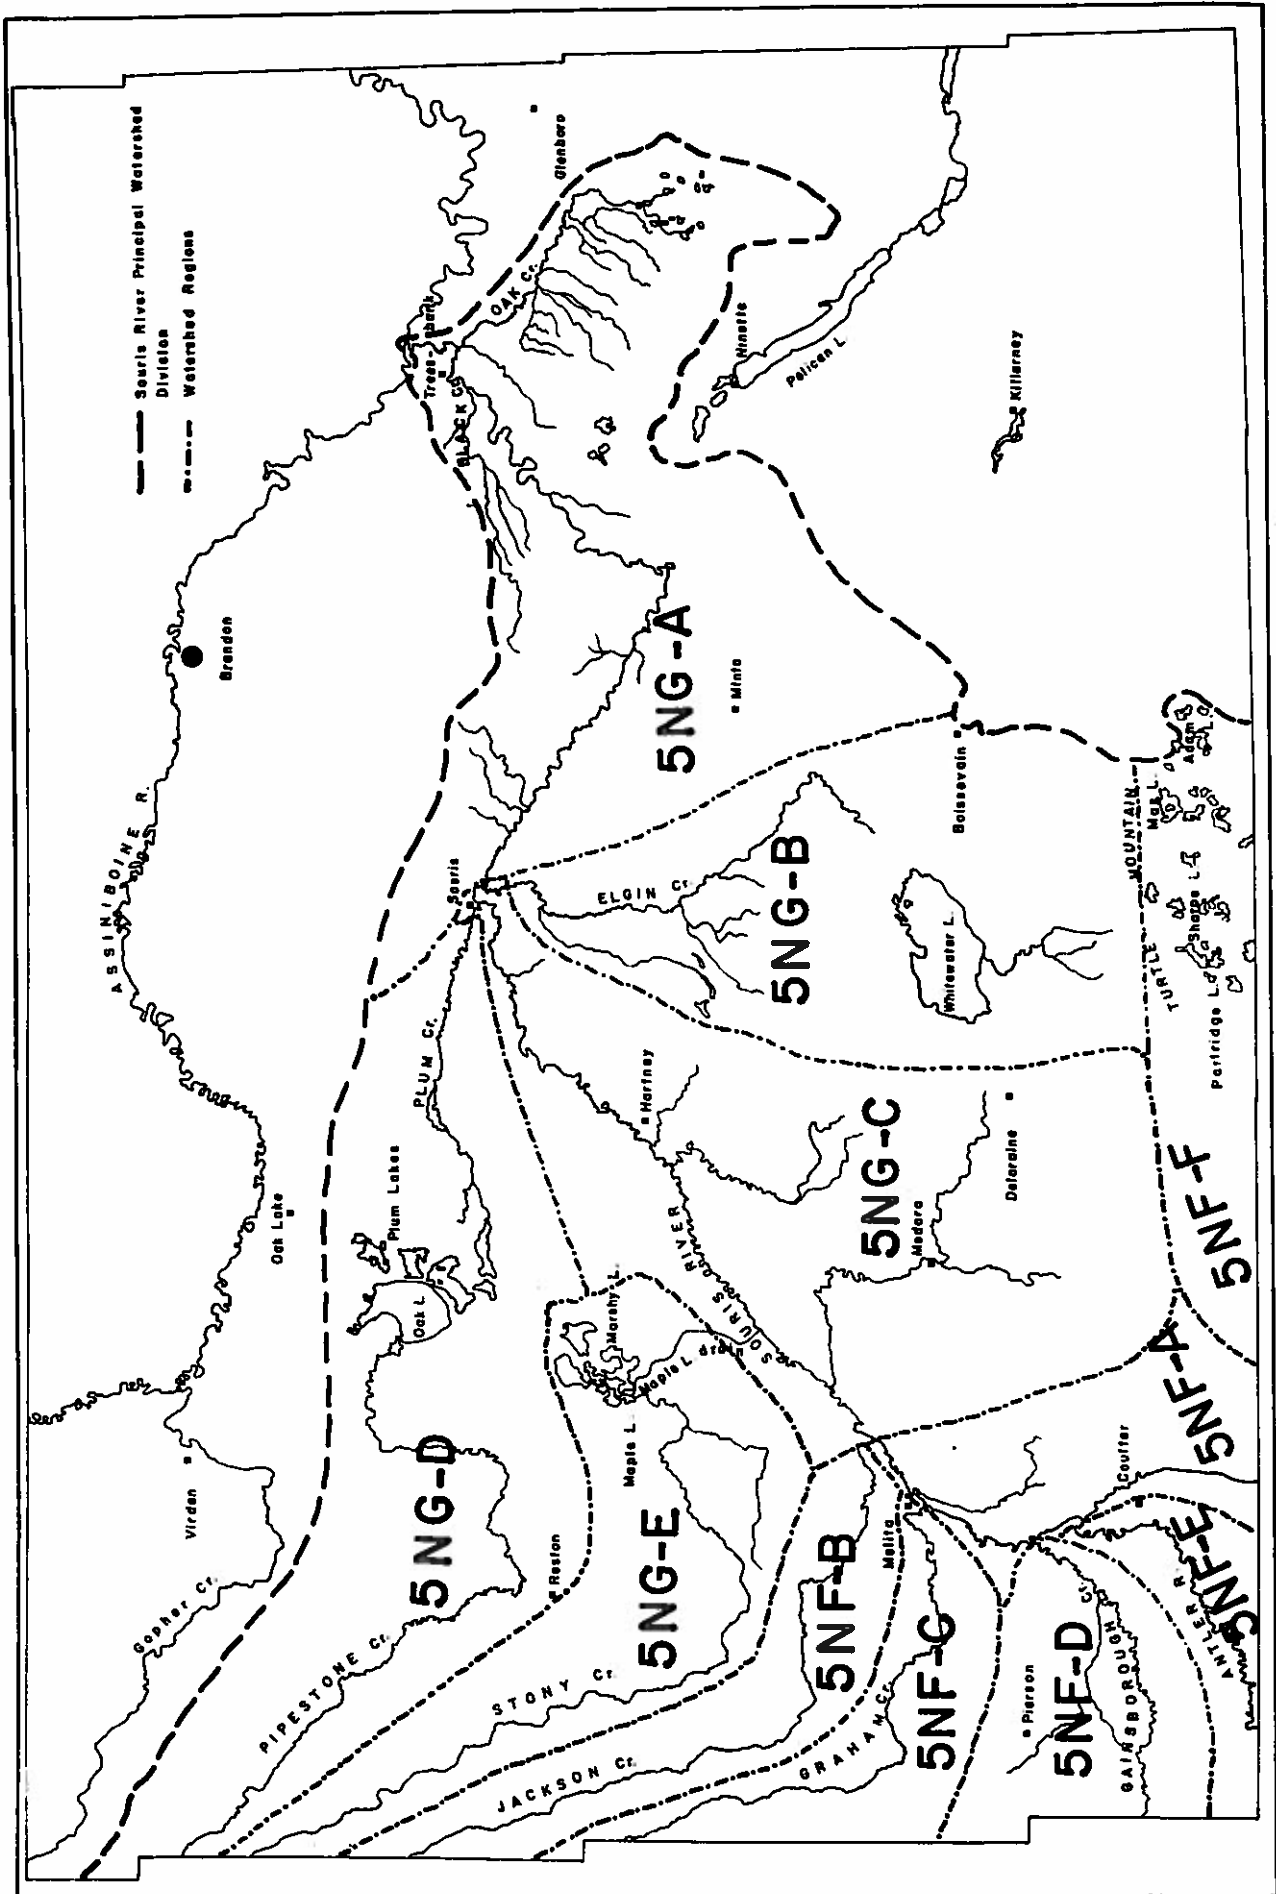 Souris River Principal Watershed
Division
Watershed Regions
ASSINIBOINE R.
Brandon
Glenboro
OAK Cr.
BLACK Cr.
Ninette
Pelican L
Killarney
5NG-A
Minto
Boissevain
Souris
ELGIN Cr.
5NG-B
Whitewater L.
TURTLE MOUNTAIN
Max L.
Adam L.
Sharpe L.
Partridge L.
PLUM Cr.
Plum Lakes
Oak L
Oak Lake
Hartney
SOURIS RIVER
5NG-C
Medora
Deloraine
5NF-F
Virden
Gopher Cr.
PIPESTONE Cr.
5NG-D
Reston
Marshy L.
Maple L. drain
Maple L.
5NG-E
STONY Cr.
JACKSON Cr.
5NF-B
Melita
GRAHAM Cr.
5NF-C
5NF-A
Coulter
Pierson
5NF-D
GAINSBOROUGH Cr.
ANTLER R.
5NF-E